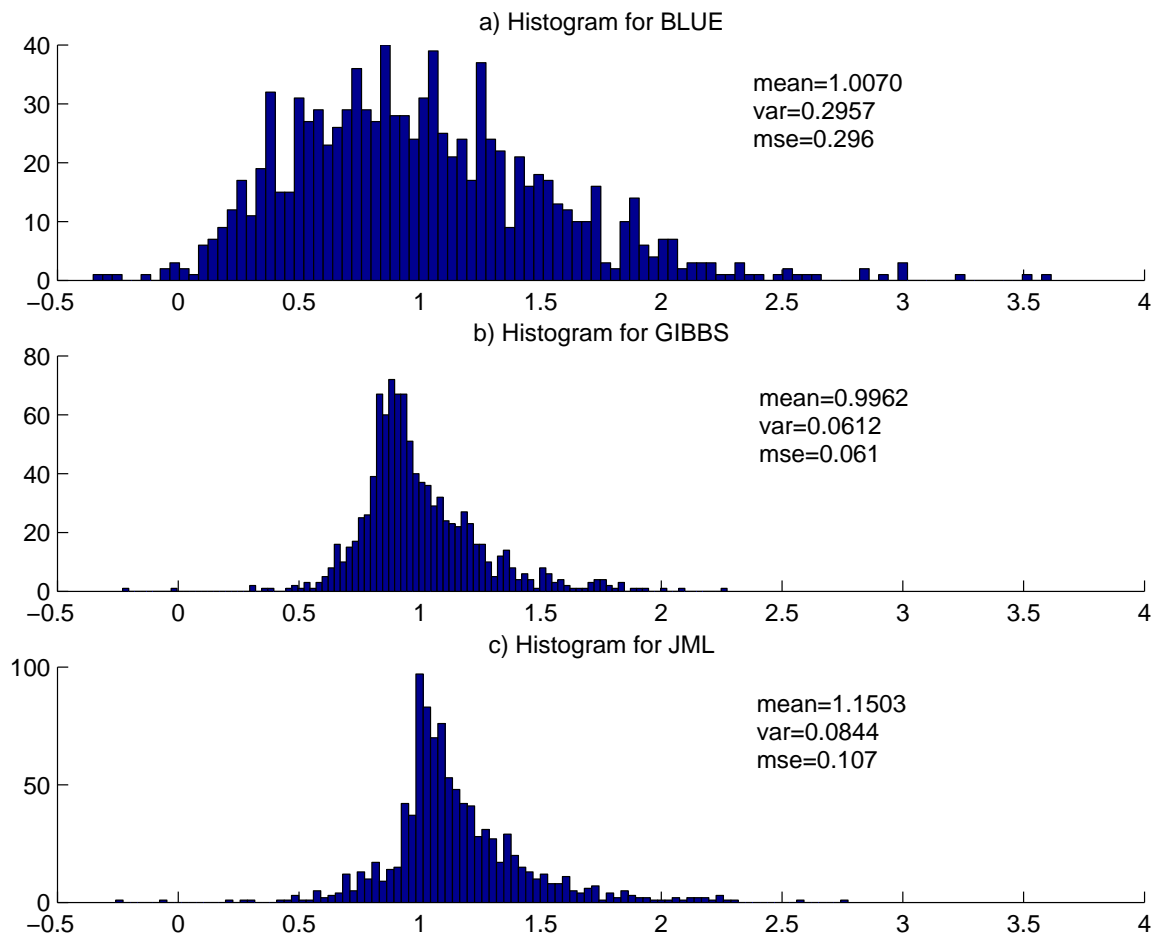 a) Histogram for BLUE
40
30
20
10
0
mean=1.0070
var=0.2957
mse=0.296
−0.5 0 0.5 1 1.5 2 2.5 3 3.5 4
b) Histogram for GIBBS
80
60
40
20
0
mean=0.9962
var=0.0612
mse=0.061
−0.5 0 0.5 1 1.5 2 2.5 3 3.5 4
c) Histogram for JML
100
50
0
mean=1.1503
var=0.0844
mse=0.107
−0.5 0 0.5 1 1.5 2 2.5 3 3.5 4